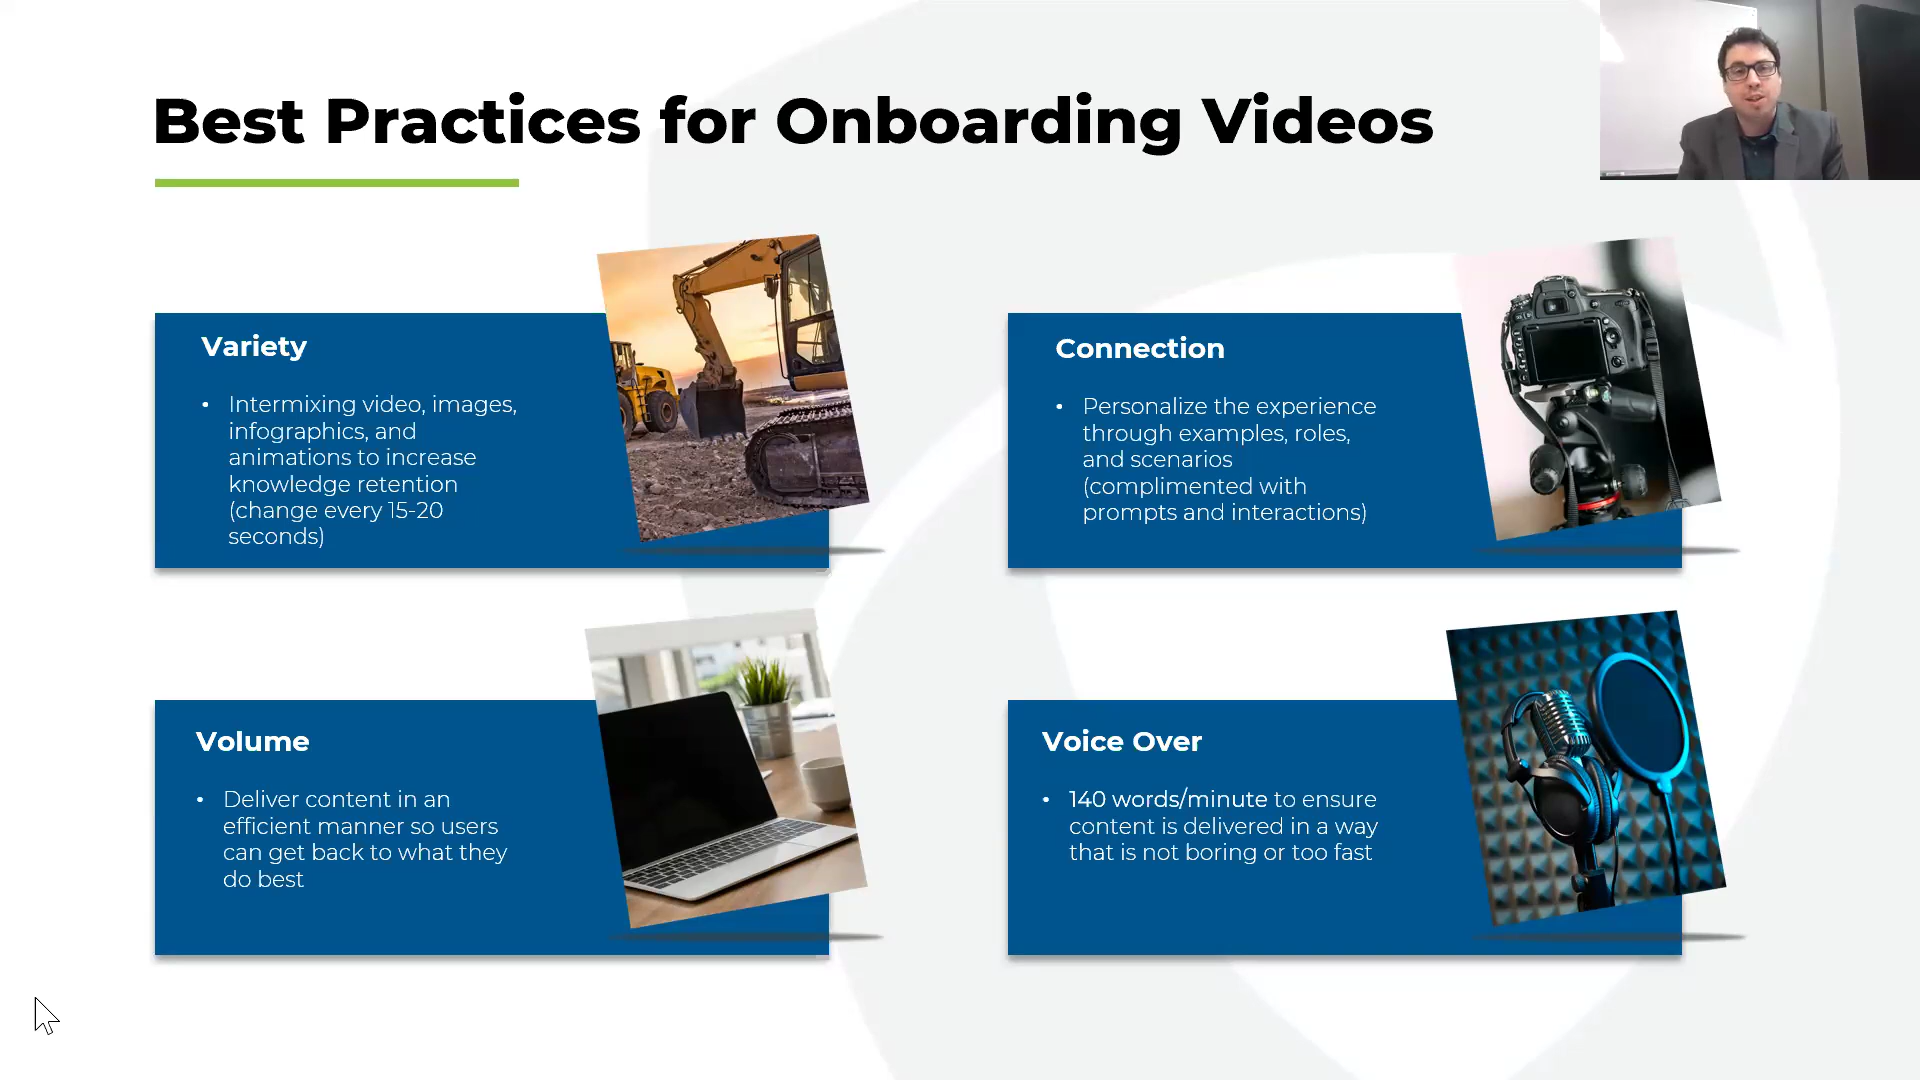 Best Practices for Onboarding Videos
Variety
• Intermixing video, images,
infographics, and
animations to increase
knowledge retention
(change every 15-20
seconds)
Connection
• Personalize the experience
through examples, roles,
and scenarios
(complimented with
prompts and interactions)
Volume
• Deliver content in an
efficient manner so users
can get back to what they
do best
Voice Over
• 140 words/minute to ensure
content is delivered in a way
that is not boring or too fast